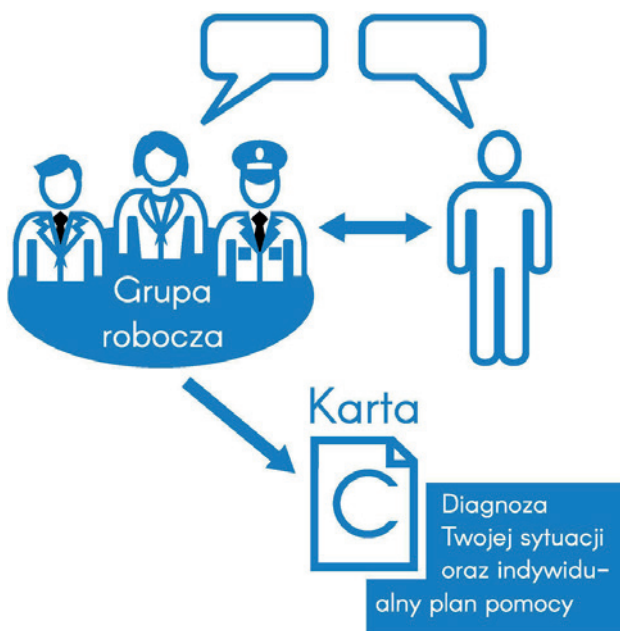 Grupa
robocza
Karta
C
Diagnoza
Twojej sytuacji
oraz indywidu-
alny plan pomocy